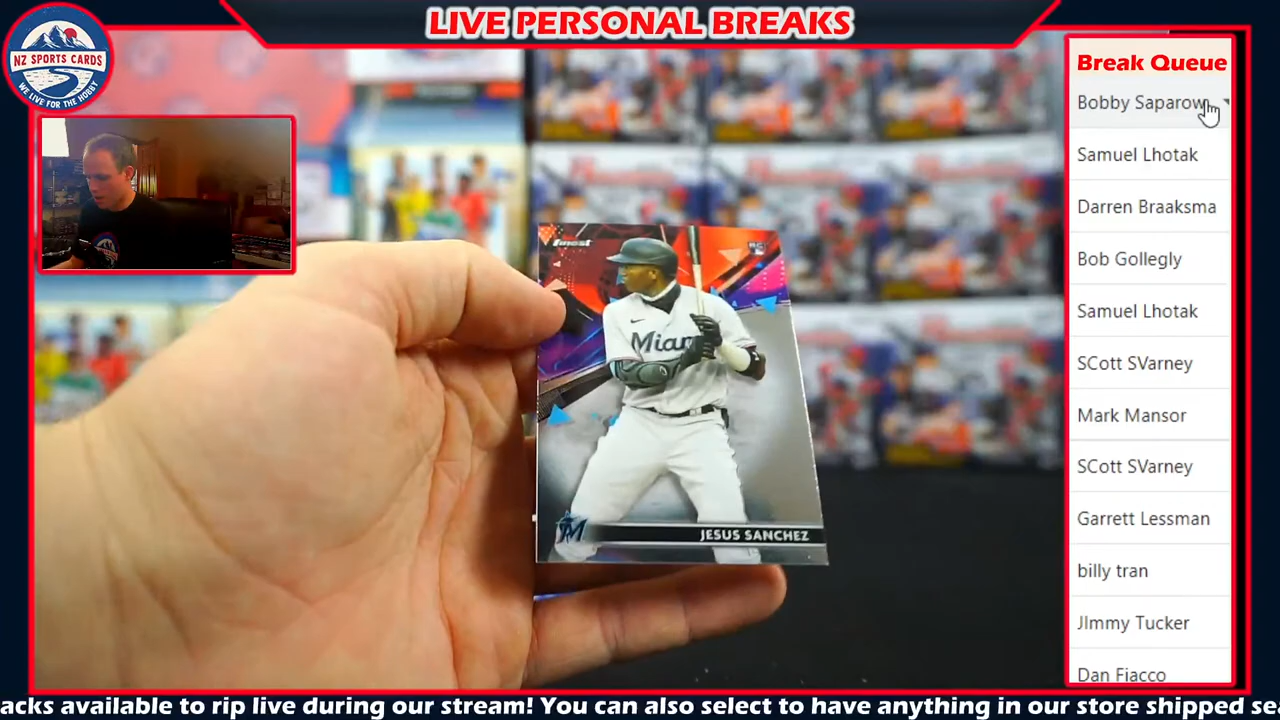 LIVE PERSONAL BREAKS
NZ SPORTS CARDS
WE LIVE FOR THE HOBBY
Break Queue
Bobby Saparow
Samuel Lhotak
Darren Braaksma
Bob Gollegly
Samuel Lhotak
SCott SVarney
Mark Mansor
SCott SVarney
Garrett Lessman
billy tran
JImmy Tucker
Dan Fiacco
finest
RC
Miami
M
JESUS SANCHEZ
acks available to rip live during our stream! You can also select to have anything in our store shipped se